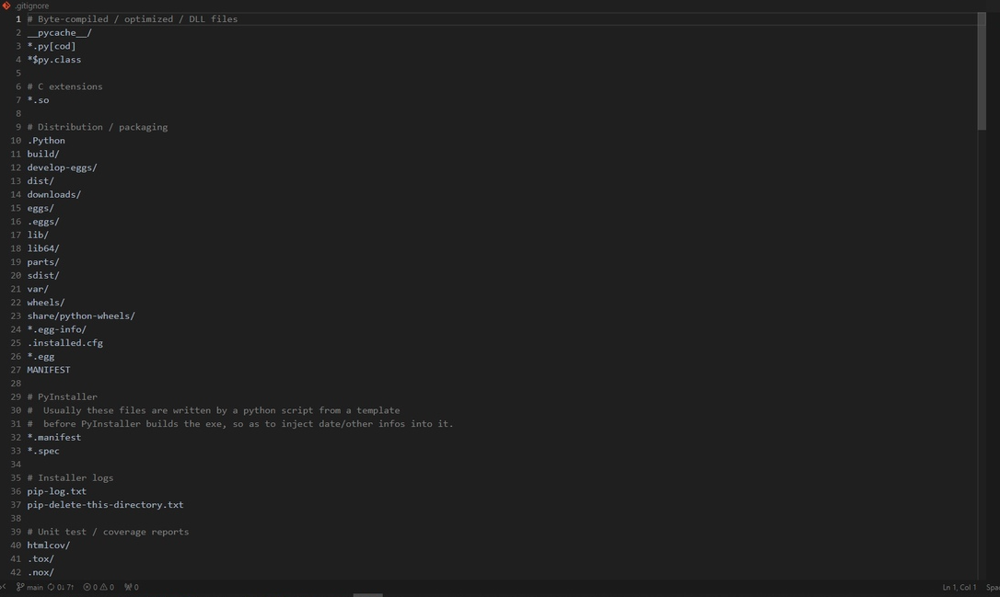 .gitignore
1 # Byte-compiled / optimized / DLL files
2 __pycache__/
3 *.py[cod]
4 *$py.class
5
6 # C extensions
7 *.so
8
9 # Distribution / packaging
10 .Python
11 build/
12 develop-eggs/
13 dist/
14 downloads/
15 eggs/
16 .eggs/
17 lib/
18 lib64/
19 parts/
20 sdist/
21 var/
22 wheels/
23 share/python-wheels/
24 *.egg-info/
25 .installed.cfg
26 *.egg
27 MANIFEST
28
29 # PyInstaller
30 #  Usually these files are written by a python script from a template
31 #  before PyInstaller builds the exe, so as to inject date/other infos into it.
32 *.manifest
33 *.spec
34
35 # Installer logs
36 pip-log.txt
37 pip-delete-this-directory.txt
38
39 # Unit test / coverage reports
40 htmlcov/
41 .tox/
42 .nox/
main 0↓ 7↑ 0 0 0 Ln 1, Col 1 Spa